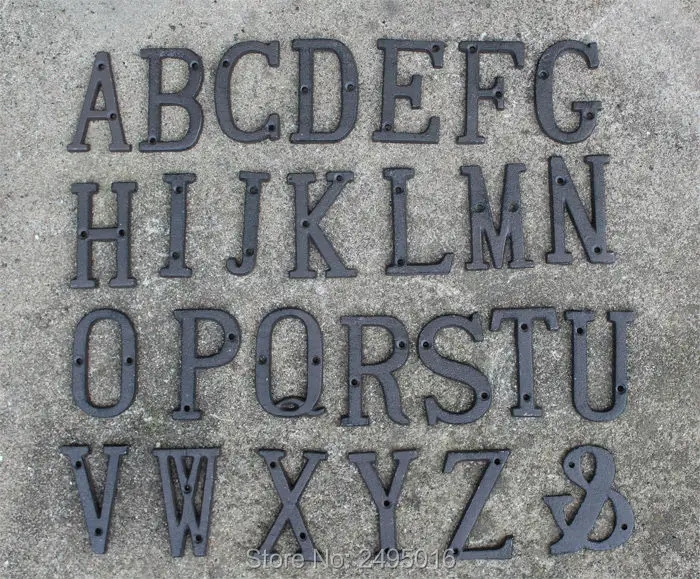 ABCDEFG
HIJKLMN
OPQRSTU
VWXYZ&
Store No: 2495016